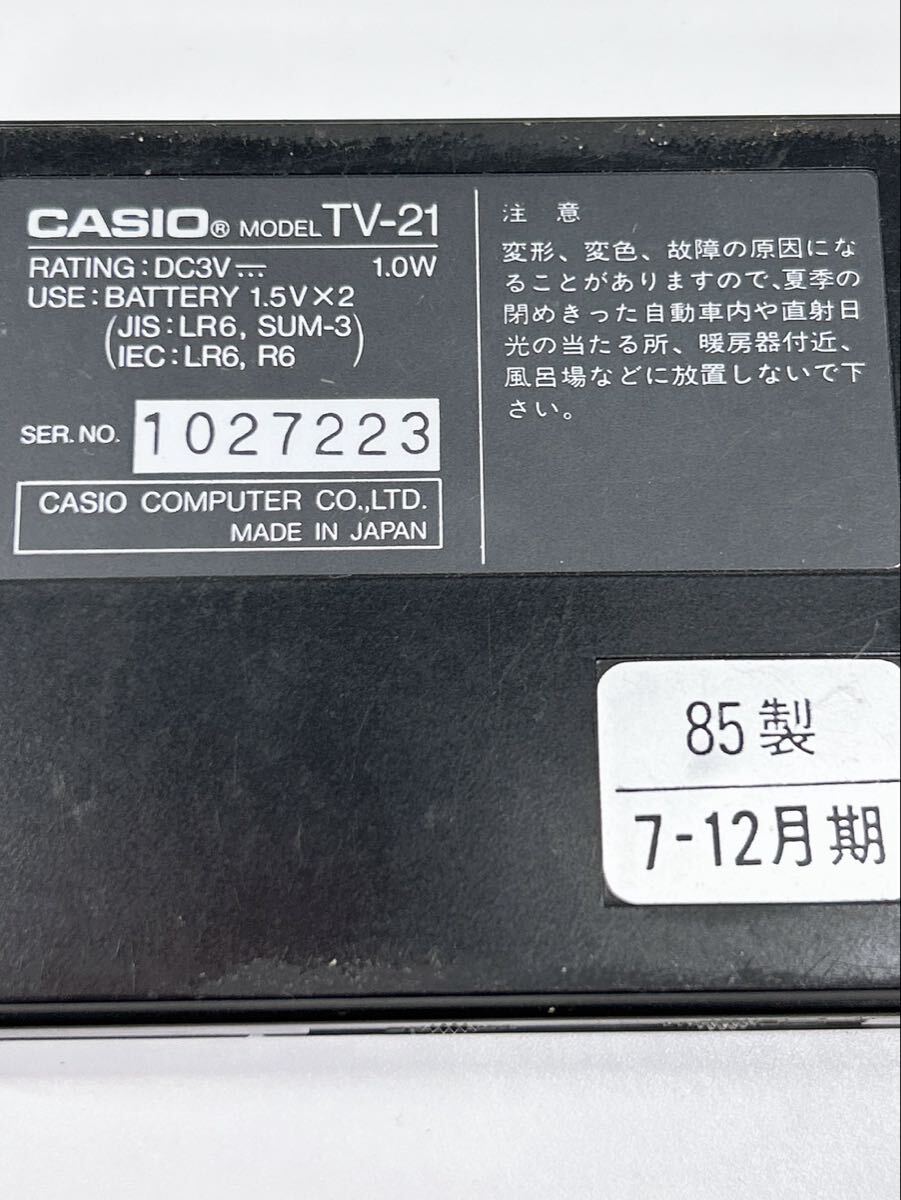 CASIO® MODEL TV-21
RATING : DC3V⎓ 1.0W
USE : BATTERY 1.5V×2
(JIS : LR6, SUM-3)
(IEC : LR6, R6)
SER. NO. 1027223
CASIO COMPUTER CO.,LTD.
MADE IN JAPAN
注 意
変形、変色、故障の原因にな
ることがありますので、夏季の
閉めきった自動車内や直射日
光の当たる所、暖房器付近、
風呂場などに放置しないで下
さい。
85製
7-12月期